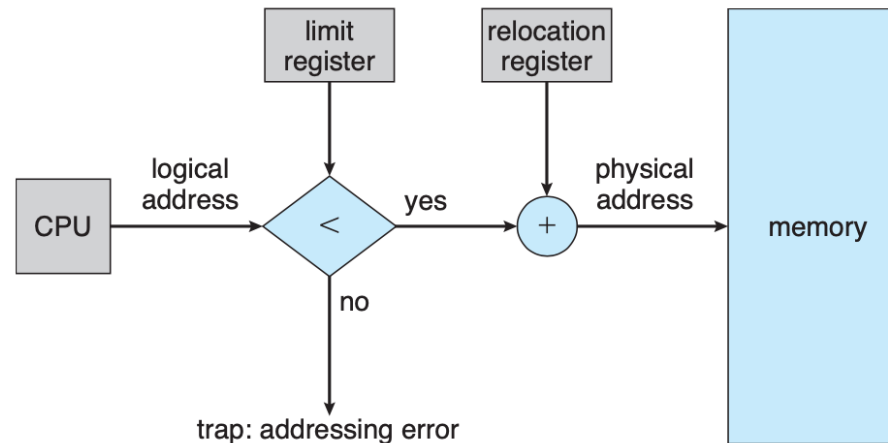 limit
register
relocation
register
logical
address
physical
address
CPU
<
yes
+
memory
no
trap: addressing error